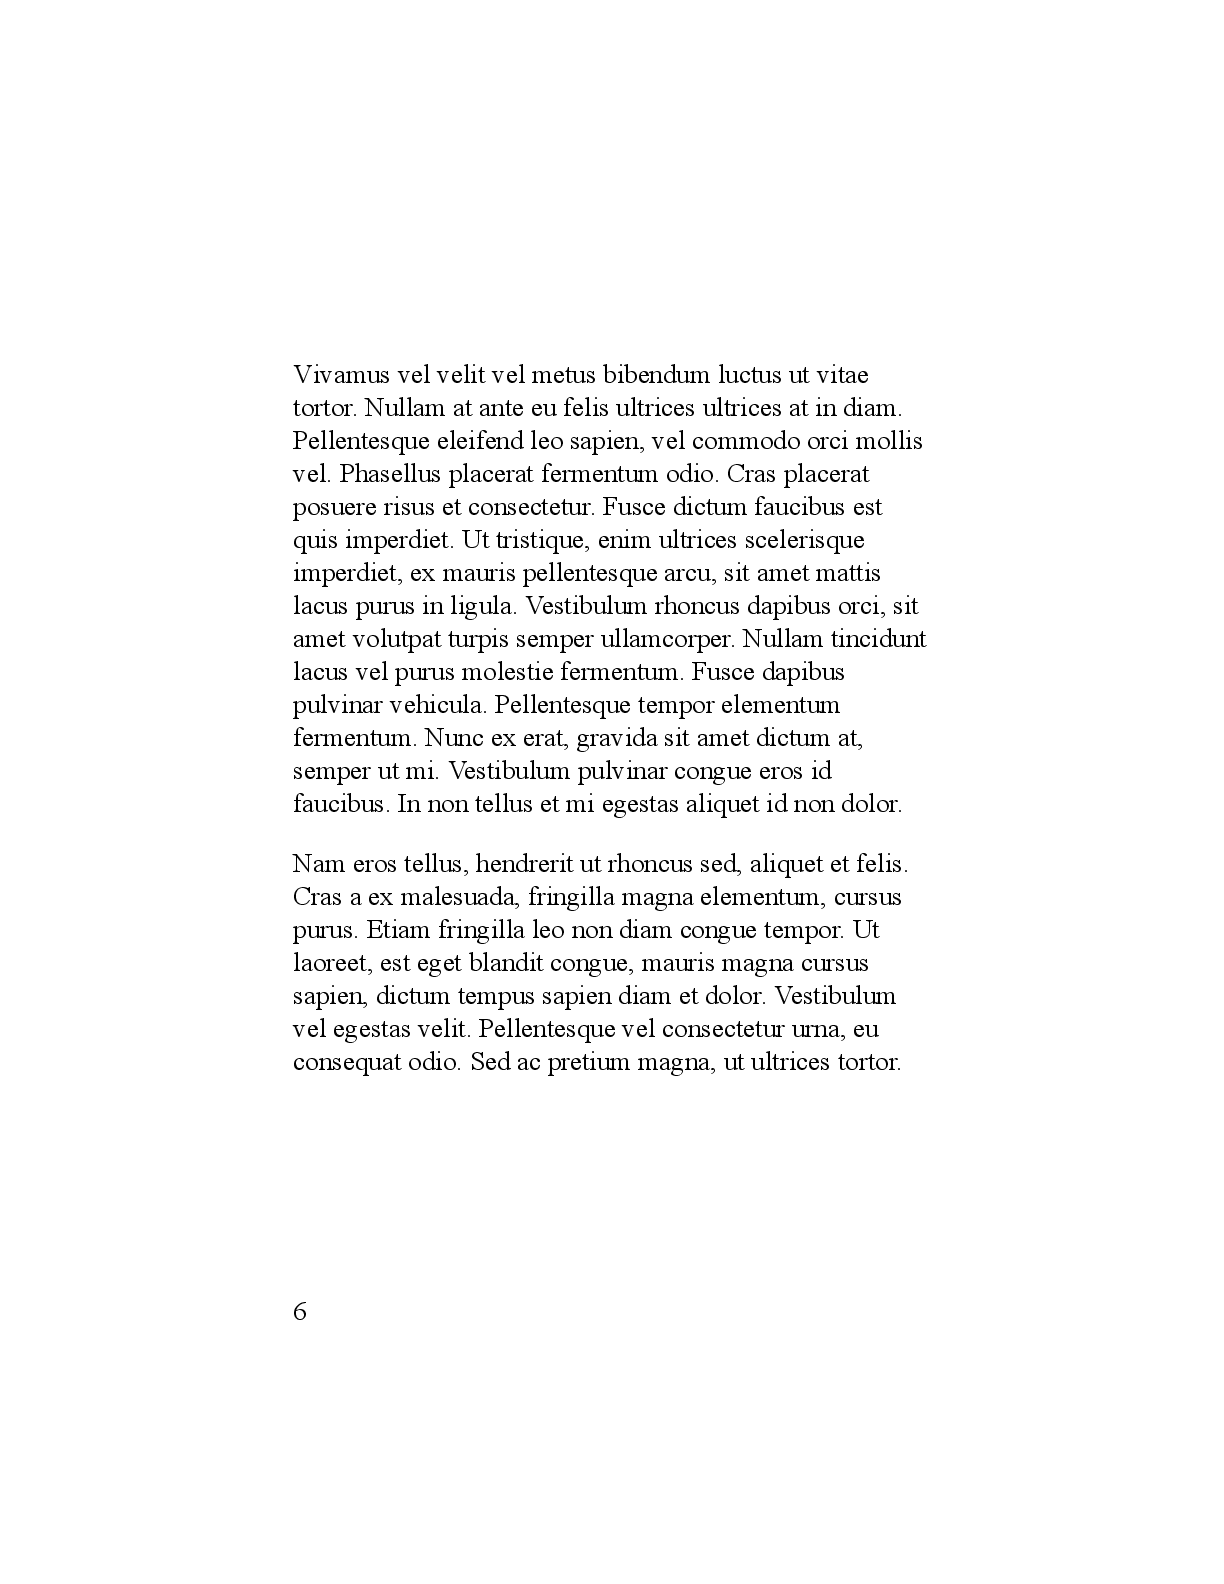 Vivamus vel velit vel metus bibendum luctus ut vitae
tortor. Nullam at ante eu felis ultrices ultrices at in diam.
Pellentesque eleifend leo sapien, vel commodo orci mollis
vel. Phasellus placerat fermentum odio. Cras placerat
posuere risus et consectetur. Fusce dictum faucibus est
quis imperdiet. Ut tristique, enim ultrices scelerisque
imperdiet, ex mauris pellentesque arcu, sit amet mattis
lacus purus in ligula. Vestibulum rhoncus dapibus orci, sit
amet volutpat turpis semper ullamcorper. Nullam tincidunt
lacus vel purus molestie fermentum. Fusce dapibus
pulvinar vehicula. Pellentesque tempor elementum
fermentum. Nunc ex erat, gravida sit amet dictum at,
semper ut mi. Vestibulum pulvinar congue eros id
faucibus. In non tellus et mi egestas aliquet id non dolor.
Nam eros tellus, hendrerit ut rhoncus sed, aliquet et felis.
Cras a ex malesuada, fringilla magna elementum, cursus
purus. Etiam fringilla leo non diam congue tempor. Ut
laoreet, est eget blandit congue, mauris magna cursus
sapien, dictum tempus sapien diam et dolor. Vestibulum
vel egestas velit. Pellentesque vel consectetur urna, eu
consequat odio. Sed ac pretium magna, ut ultrices tortor.
6